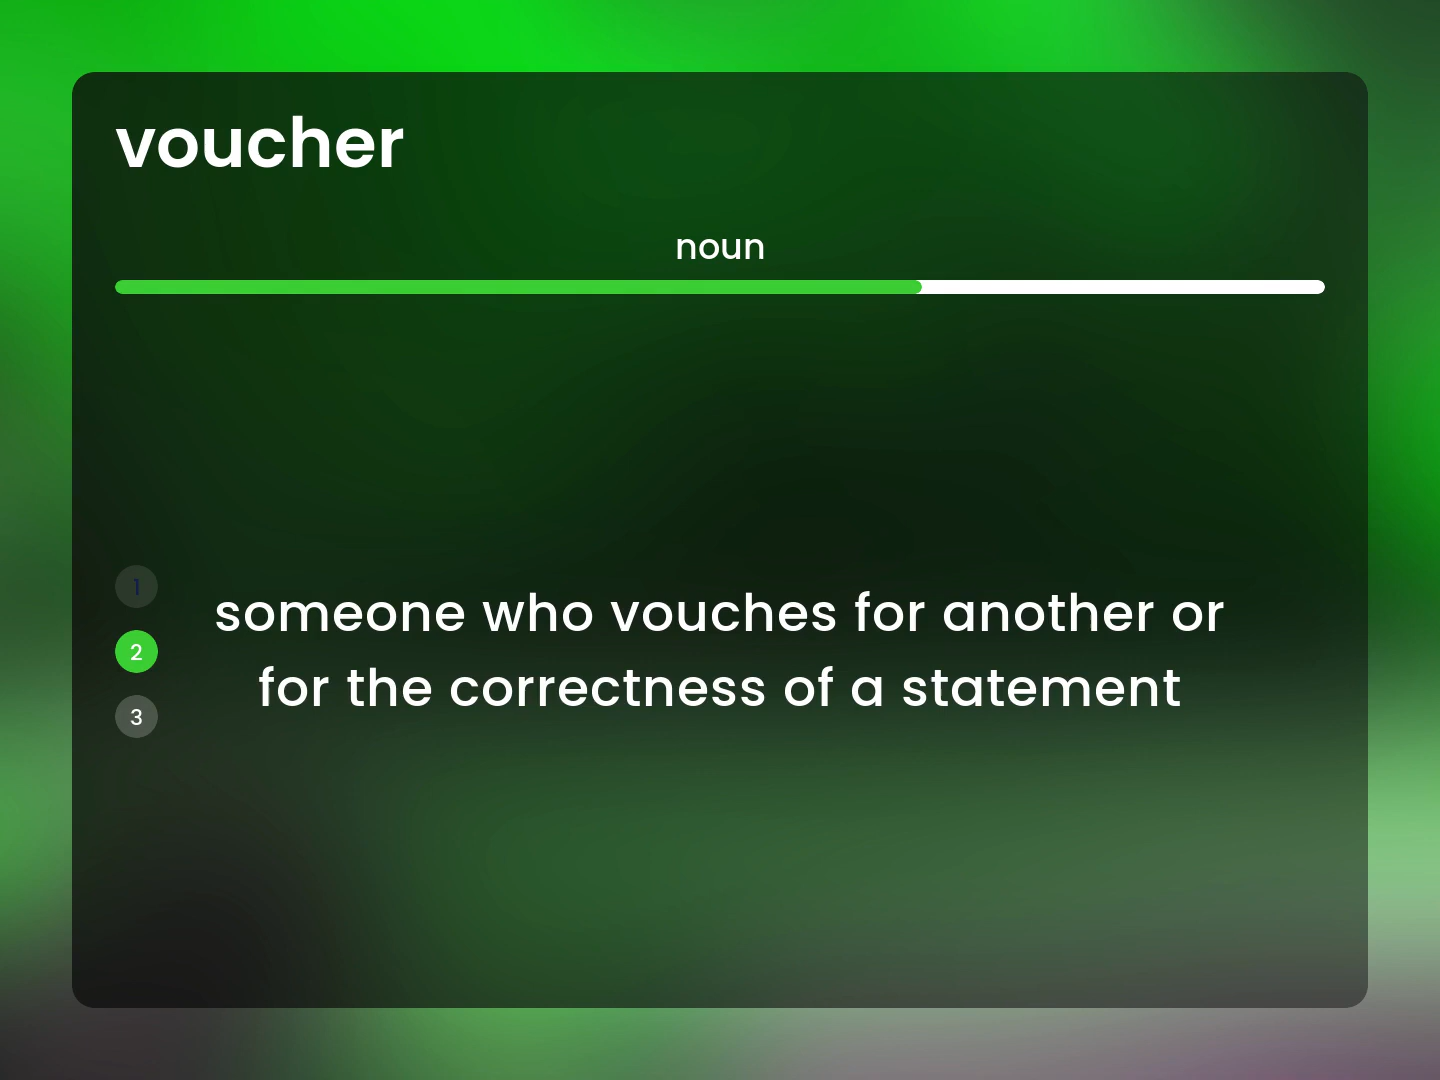 voucher
noun
1
2
3
someone who vouches for another or
for the correctness of a statement